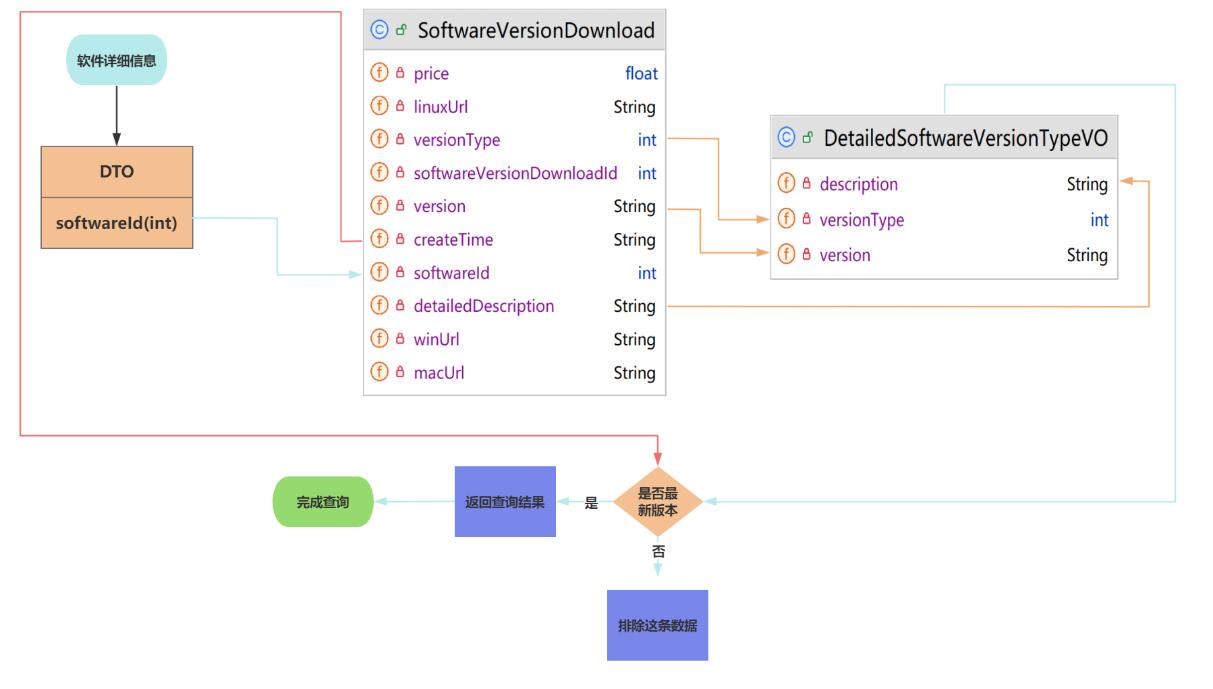 软件详细信息
DTO
softwareId(int)
SoftwareVersionDownload
price float
linuxUrl String
versionType int
softwareVersionDownloadId int
version String
createTime String
softwareId int
detailedDescription String
winUrl String
macUrl String
DetailedSoftwareVersionTypeVO
description String
versionType int
version String
是否最
新版本
是
返回查询结果
完成查询
否
排除这条数据